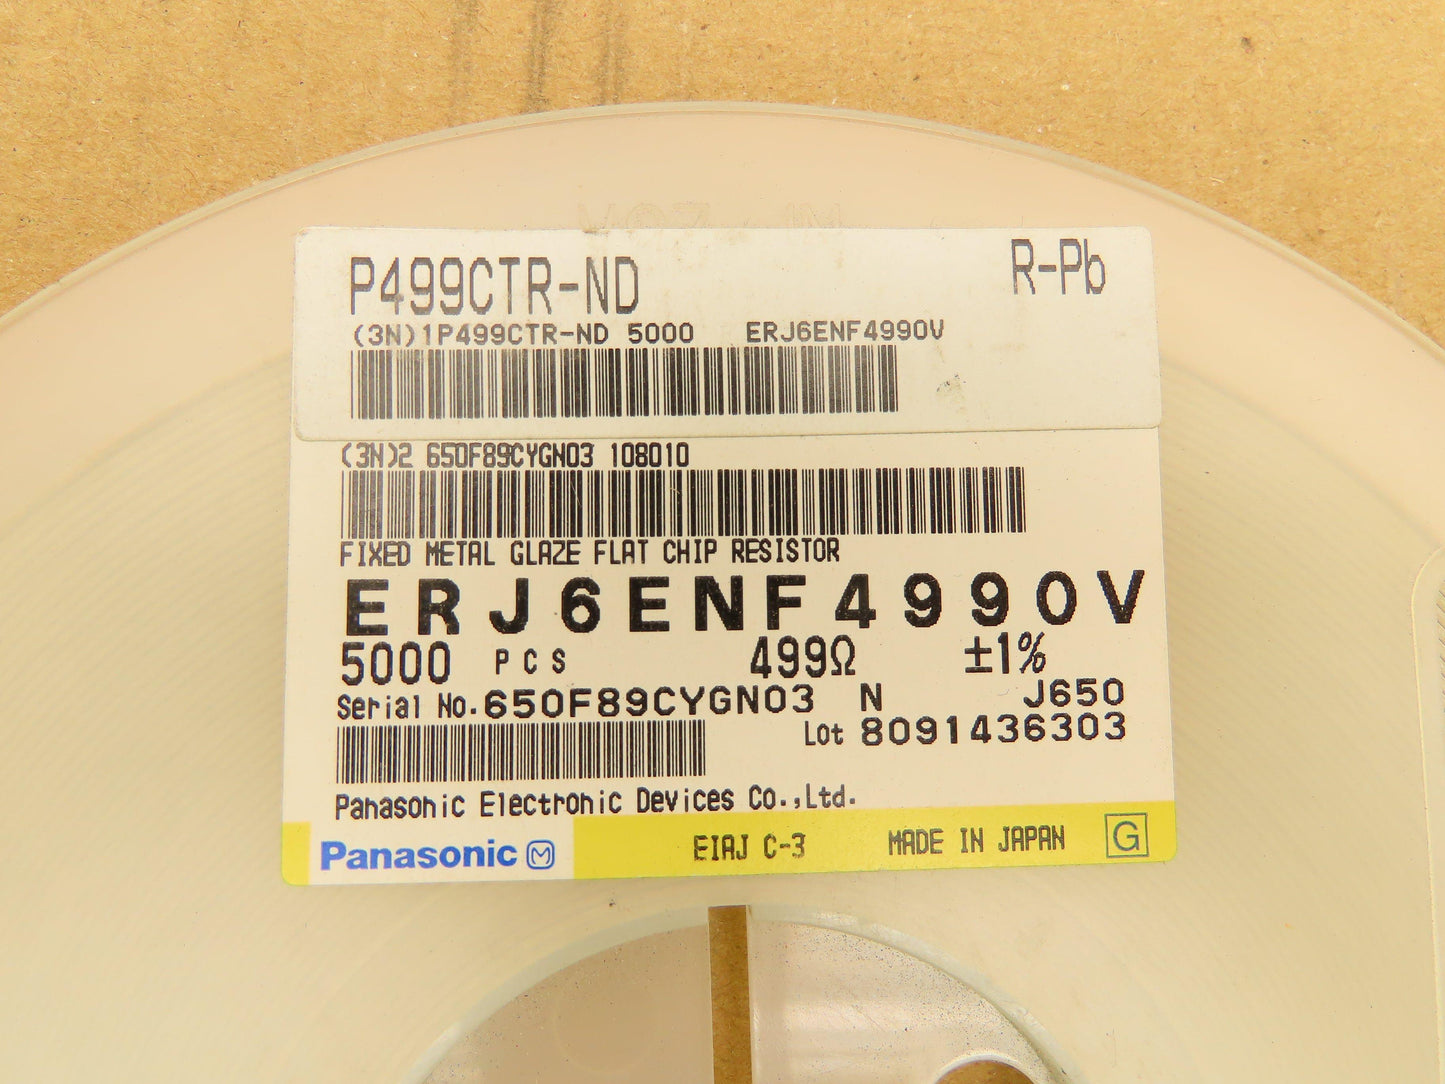 P499CTR-ND R-Pb
(3N)1P499CTR-ND 5000 ERJ6ENF4990V
(3N)2 650F89CYGN03 108010
FIXED METAL GLAZE FLAT CHIP RESISTOR
ERJ6ENF4990V
5000 PCS 499Ω ±1%
Serial No.650F89CYGN03 N J650
Lot 8091436303
Panasonic Electronic Devices Co.,Ltd.
Panasonic M EIAJ C-3 MADE IN JAPAN G